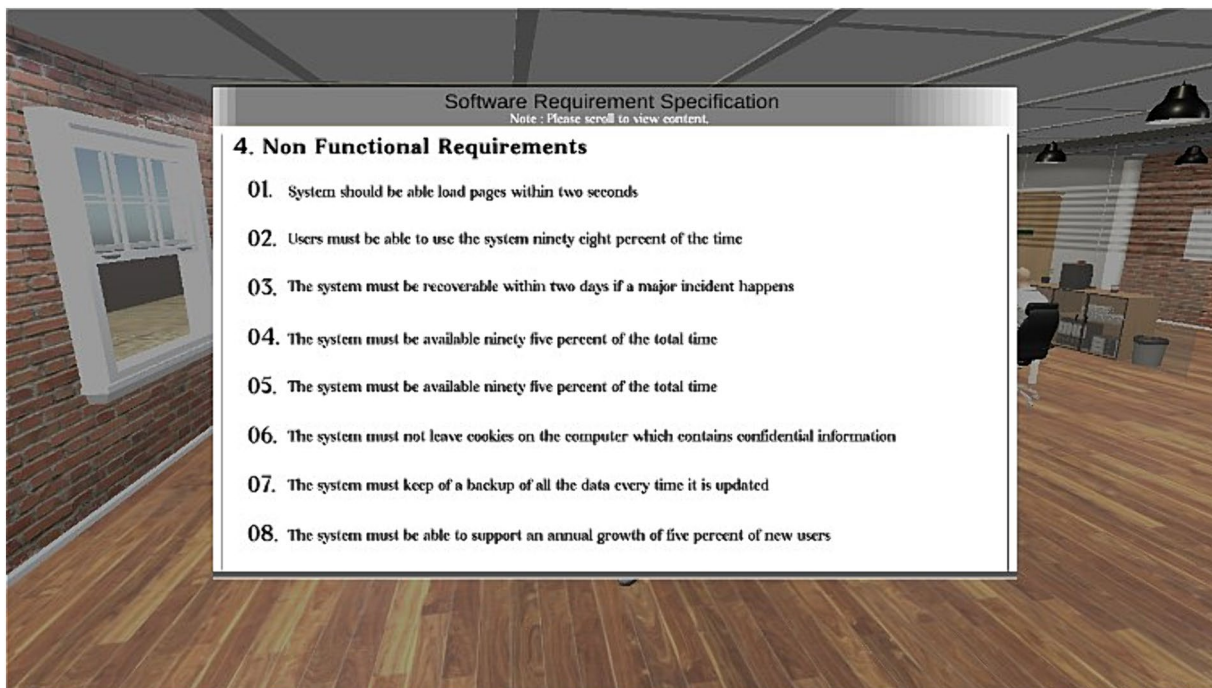 Software Requirement Specification
Note : Please scroll to view content.
4. Non Functional Requirements
01. System should be able load pages within two seconds
02. Users must be able to use the system ninety eight percent of the time
03. The system must be recoverable within two days if a major incident happens
04. The system must be available ninety five percent of the total time
05. The system must be available ninety five percent of the total time
06. The system must not leave cookies on the computer which contains confidential information
07. The system must keep of a backup of all the data every time it is updated
08. The system must be able to support an annual growth of five percent of new users